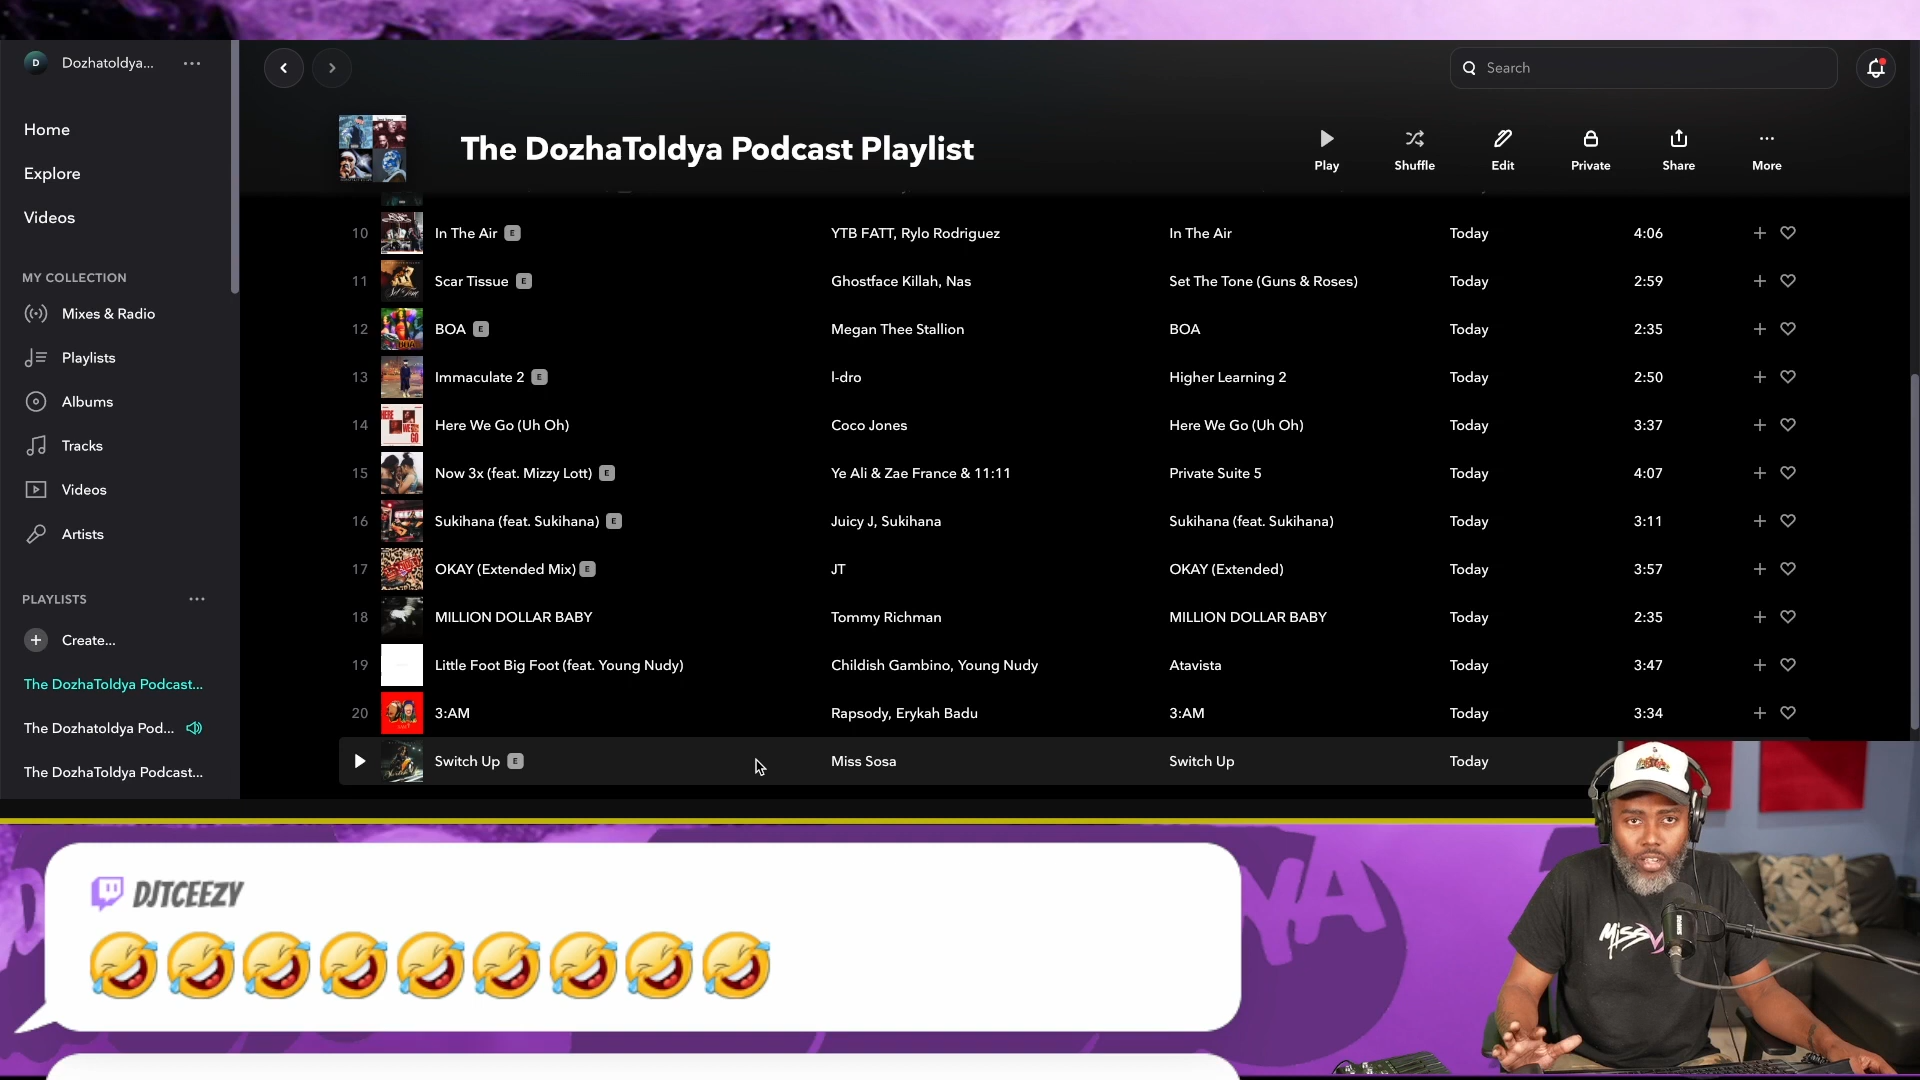 D Dozhatoldya... ...
Search
Home
Explore
Videos
The DozhaToldya Podcast Playlist
Play Shuffle Edit Private Share More
MY COLLECTION
Mixes & Radio
Playlists
Albums
Tracks
Videos
Artists
PLAYLISTS ...
Create...
The DozhaToldya Podcast...
The Dozhatoldya Pod...
The DozhaToldya Podcast...
10 In The Air E YTB FATT, Rylo Rodriguez In The Air Today 4:06
11 Scar Tissue E Ghostface Killah, Nas Set The Tone (Guns & Roses) Today 2:59
12 BOA E Megan Thee Stallion BOA Today 2:35
13 Immaculate 2 E l-dro Higher Learning 2 Today 2:50
14 Here We Go (Uh Oh) Coco Jones Here We Go (Uh Oh) Today 3:37
15 Now 3x (feat. Mizzy Lott) E Ye Ali & Zae France & 11:11 Private Suite 5 Today 4:07
16 Sukihana (feat. Sukihana) E Juicy J, Sukihana Sukihana (feat. Sukihana) Today 3:11
17 OKAY (Extended Mix) E JT OKAY (Extended) Today 3:57
18 MILLION DOLLAR BABY Tommy Richman MILLION DOLLAR BABY Today 2:35
19 Little Foot Big Foot (feat. Young Nudy) Childish Gambino, Young Nudy Atavista Today 3:47
20 3:AM Rapsody, Erykah Badu 3:AM Today 3:34
Switch Up E Miss Sosa Switch Up Today
DJTCEEZY
🤣🤣🤣🤣🤣🤣🤣🤣🤣